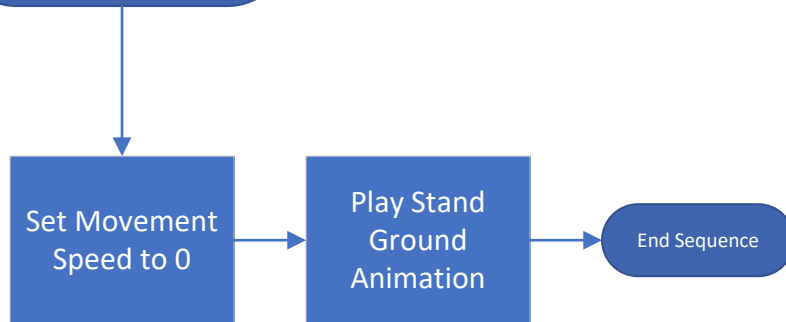 Set Movement
Speed to 0
Play Stand
Ground
Animation
End Sequence